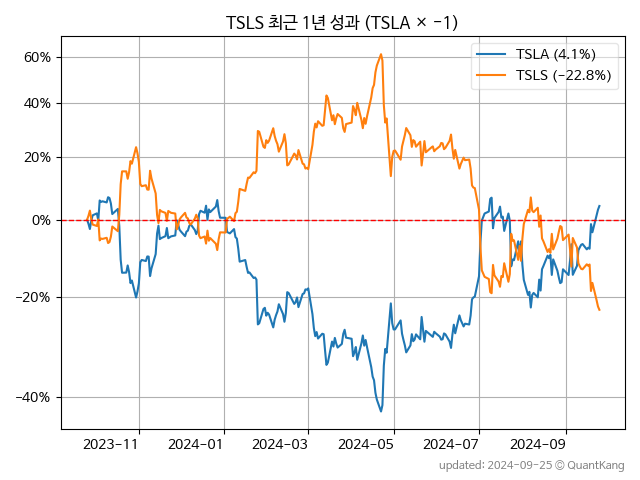 TSLS 최근 1년 성과 (TSLA × −1)
TSLA (4.1%)
TSLS (−22.8%)
60%
40%
20%
0%
−20%
−40%
2023-11 2024-01 2024-03 2024-05 2024-07 2024-09
updated: 2024-09-25 © QuantKang